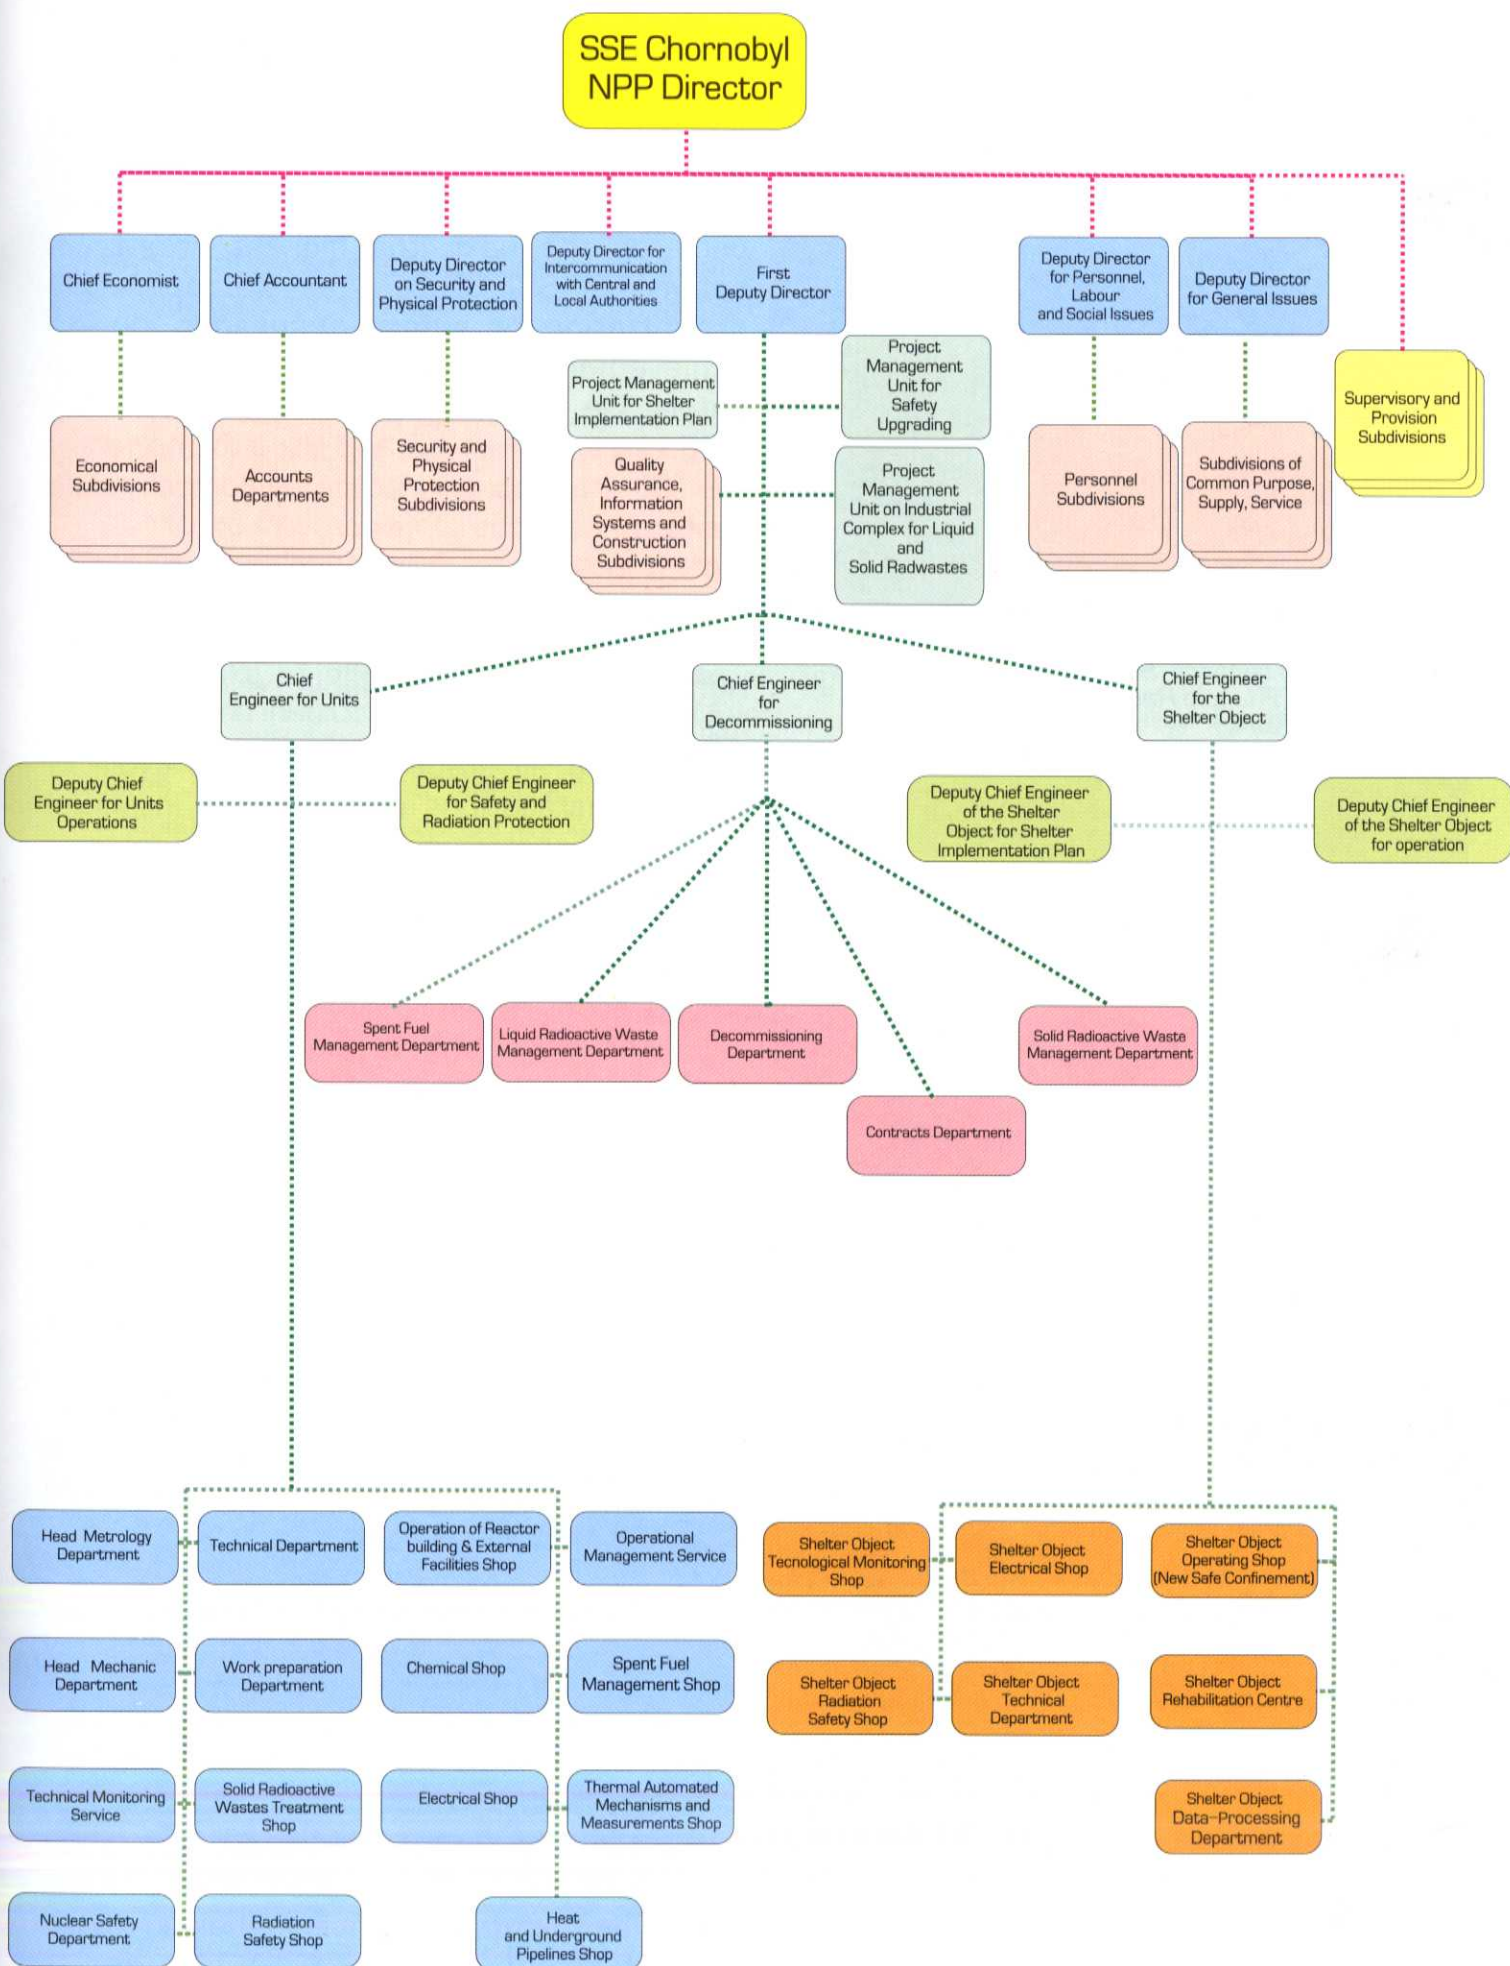 SSE Chornobyl
NPP Director
Chief Economist
Chief Accountant
Deputy Director
on Security and
Physical Protection
Deputy Director for
Intercommunication
with Central and
Local Authorities
First
Deputy Director
Deputy Director
for Personnel,
Labour
and Social Issues
Deputy Director
for General Issues
Supervisory and
Provision
Subdivisions
Economical
Subdivisions
Accounts
Departments
Security and
Physical
Protection
Subdivisions
Project Management
Unit for Shelter
Implementation Plan
Project
Management
Unit for
Safety
Upgrading
Quality
Assurance,
Information
Systems and
Construction
Subdivisions
Project
Management
Unit on Industrial
Complex for Liquid
and
Solid Radwastes
Personnel
Subdivisions
Subdivisions of
Common Purpose,
Supply, Service
Chief
Engineer for Units
Chief Engineer
for
Decommissioning
Chief Engineer
for the
Shelter Object
Deputy Chief
Engineer for Units
Operations
Deputy Chief Engineer
for Safety and
Radiation Protection
Deputy Chief Engineer
of the Shelter
Object for Shelter
Implementation Plan
Deputy Chief Engineer
of the Shelter Object
for operation
Spent Fuel
Management Department
Liquid Radioactive Waste
Management Department
Decommissioning
Department
Contracts Department
Solid Radioactive Waste
Management Department
Head Metrology
Department
Technical Department
Operation of Reactor
building & External
Facilities Shop
Operational
Management Service
Shelter Object
Tecnological Monitoring
Shop
Shelter Object
Electrical Shop
Shelter Object
Operating Shop
(New Safe Confinement)
Head Mechanic
Department
Work preparation
Department
Chemical Shop
Spent Fuel
Management Shop
Shelter Object
Radiation
Safety Shop
Shelter Object
Technical
Department
Shelter Object
Rehabilitation Centre
Technical Monitoring
Service
Solid Radioactive
Wastes Treatment
Shop
Electrical Shop
Thermal Automated
Mechanisms and
Measurements Shop
Shelter Object
Data-Processing
Department
Nuclear Safety
Department
Radiation
Safety Shop
Heat
and Underground
Pipelines Shop